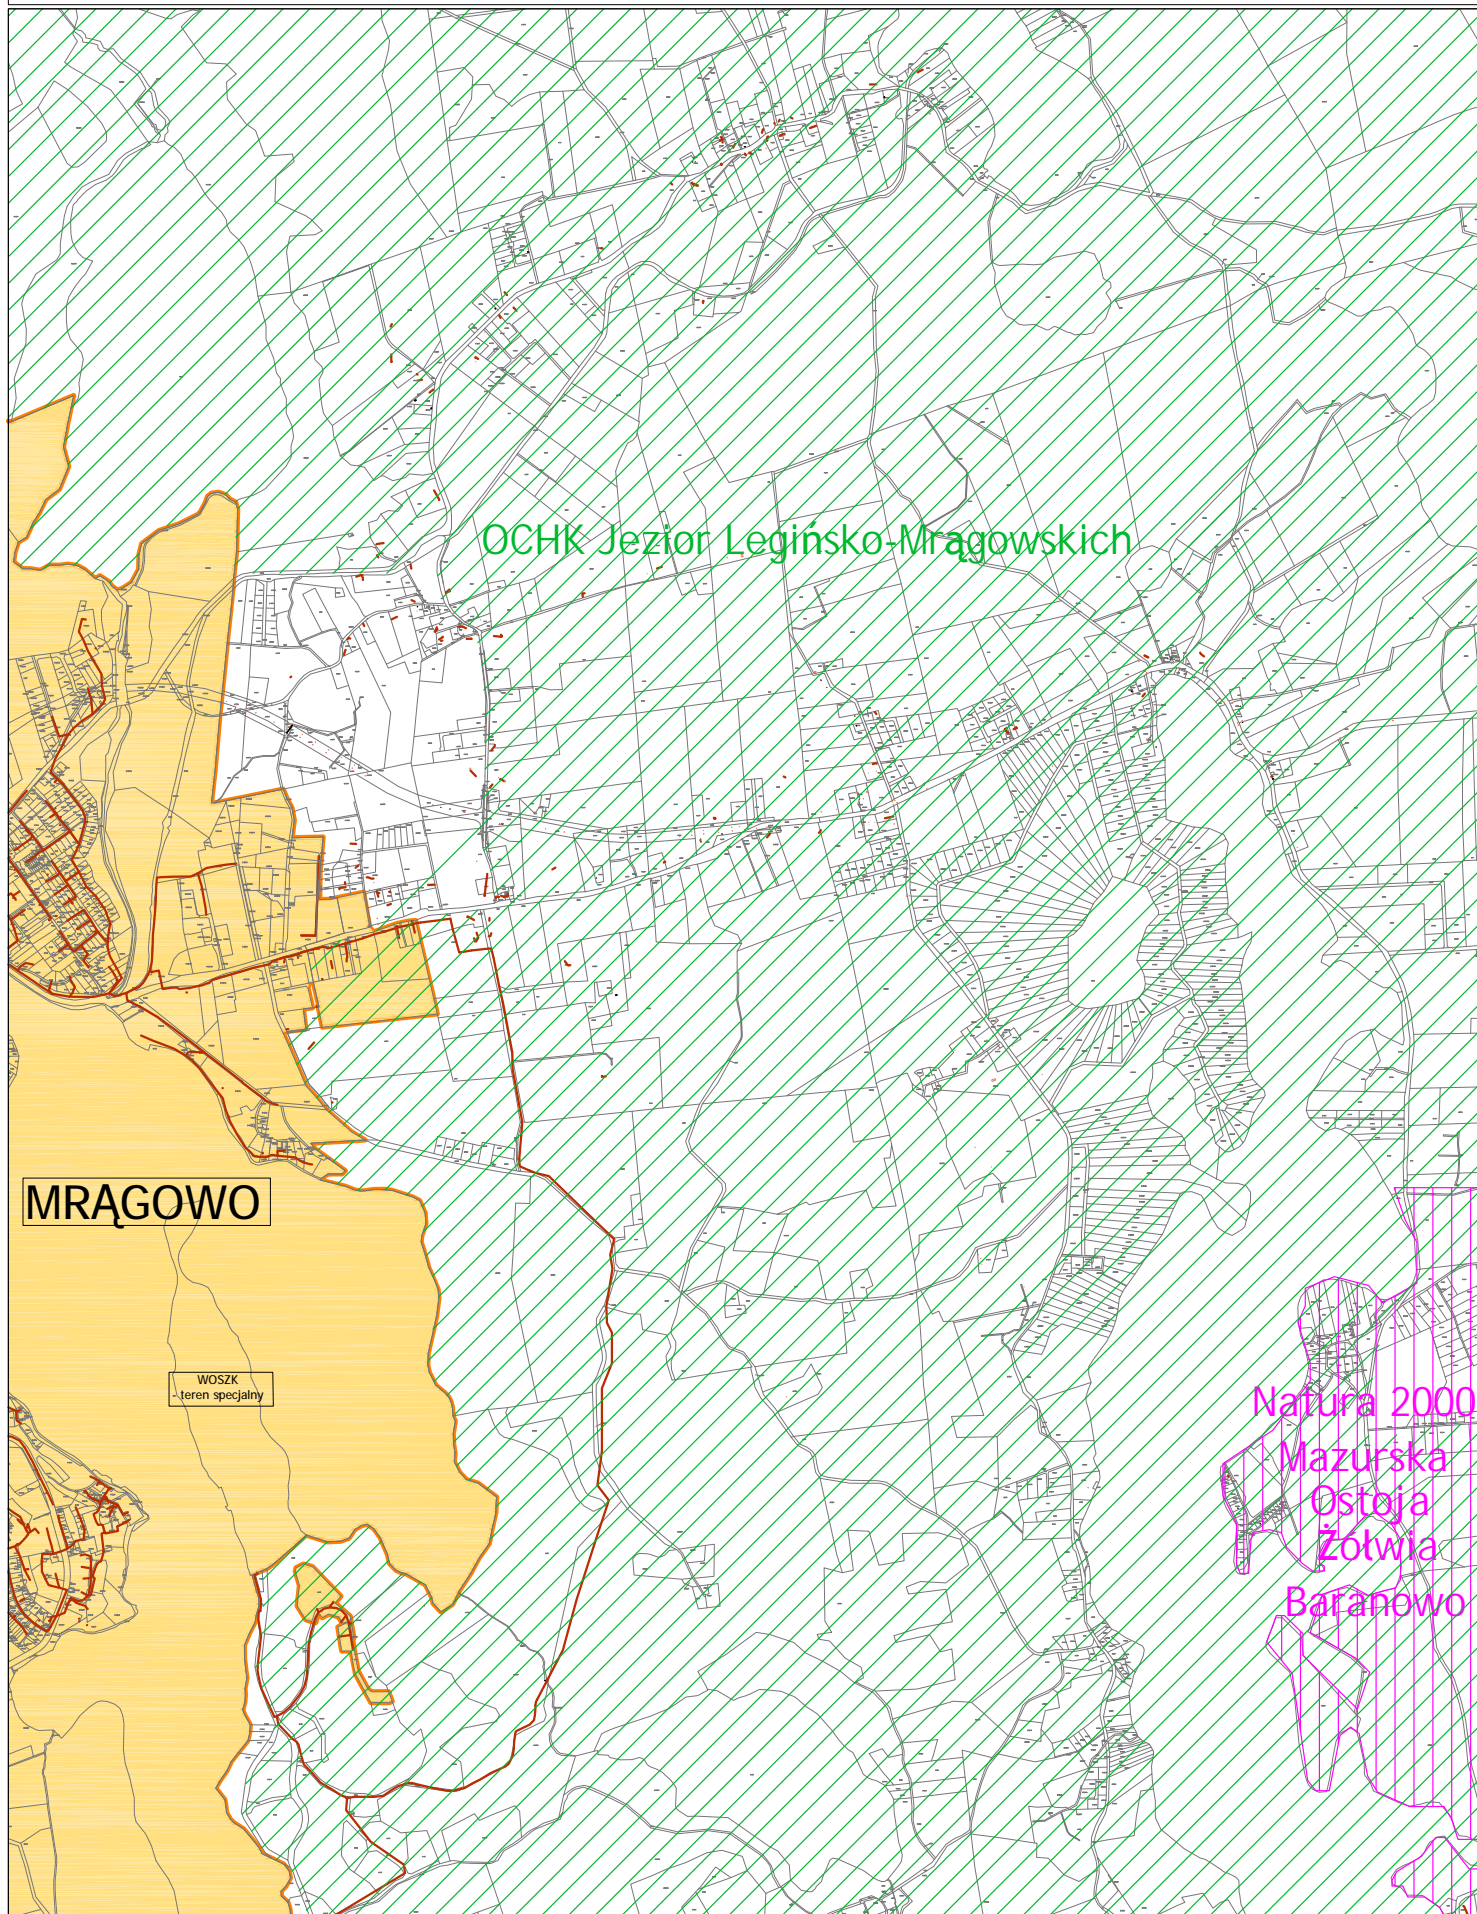 OCHK Jezior Legińsko-Mrągowskich
MRĄGOWO
WOSZK
- teren specjalny
Natura 2000
Mazurska
Ostoja
Żółwia
Baranowo